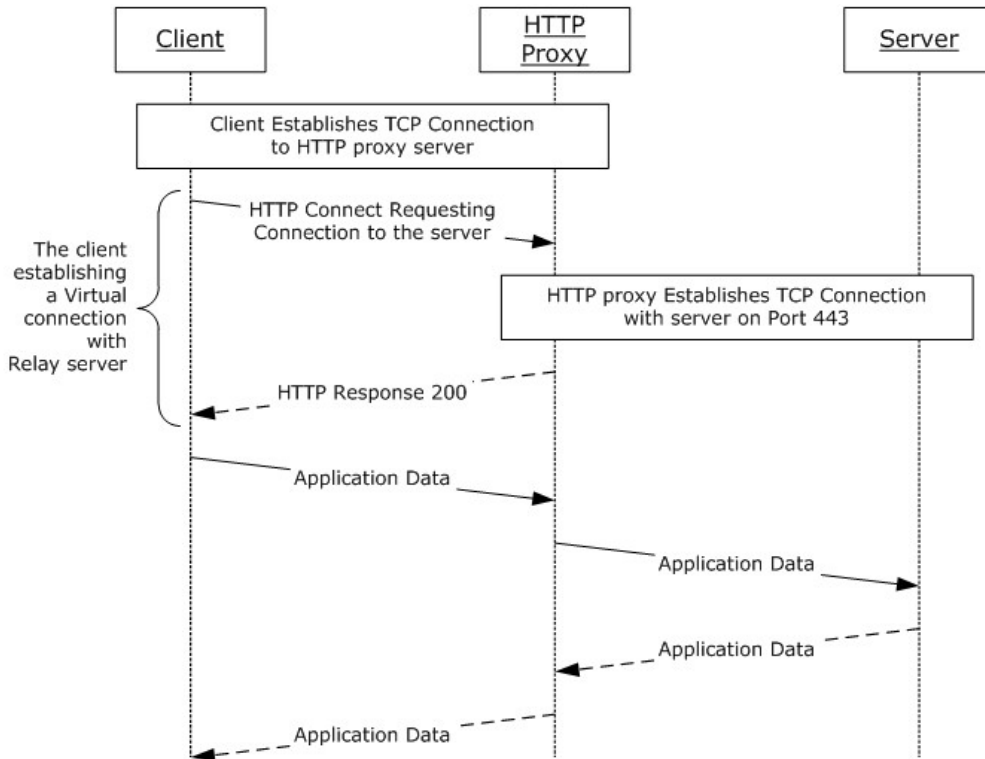 Client
HTTP
Proxy
Server
Client Establishes TCP Connection
to HTTP proxy server
HTTP Connect Requesting
Connection to the server
The client
establishing
a Virtual
connection
with
Relay server
HTTP proxy Establishes TCP Connection
with server on Port 443
HTTP Response 200
Application Data
Application Data
Application Data
Application Data